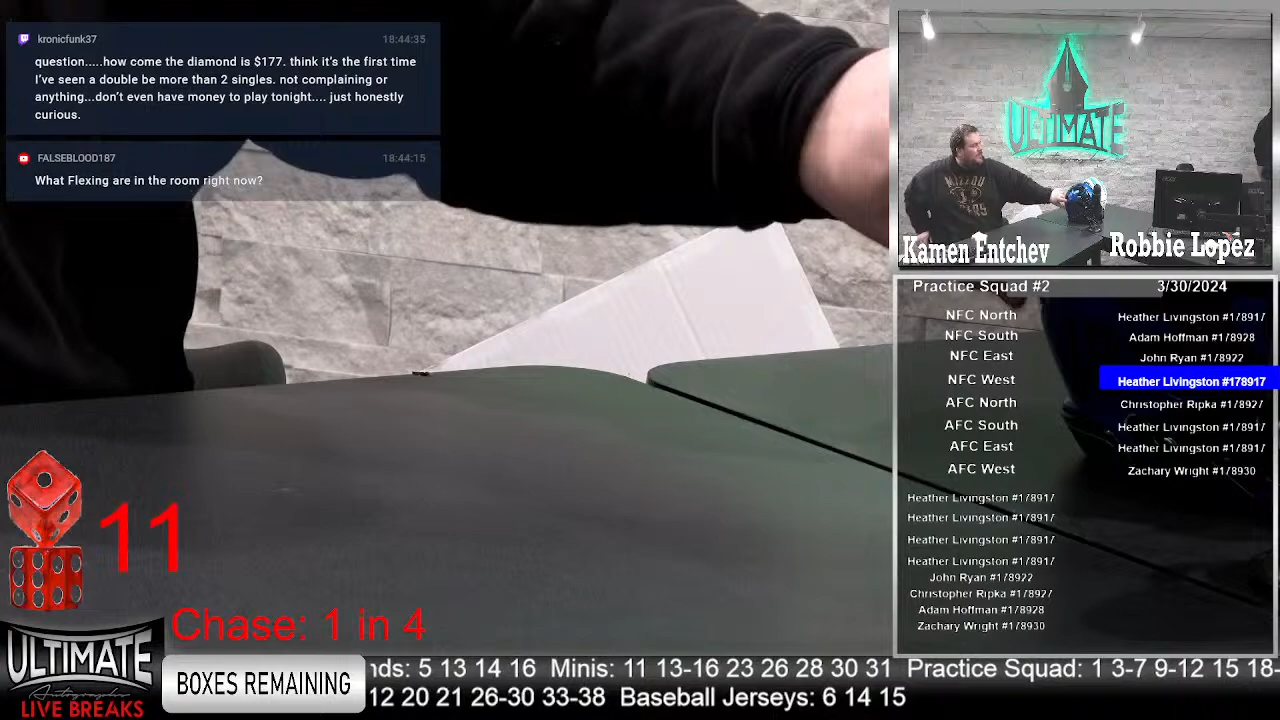 kronicfunk37 18:44:35
question.....how come the diamond is $177. think it's the first time
I've seen a double be more than 2 singles. not complaining or
anything...don't even have money to play tonight.... just honestly
curious.
FALSEBLOOD187 18:44:15
What Flexing are in the room right now?
ULTIMATE
MIZZOU
Kamen Entchev
Robbie Lopez
Practice Squad #2 3/30/2024
NFC North Heather Livingston #178917
NFC South Adam Hoffman #178928
NFC East John Ryan #178922
NFC West Heather Livingston #178917
AFC North Christopher Ripka #178927
AFC South Heather Livingston #178917
AFC East Heather Livingston #178917
AFC West Zachary Wright #178930
Heather Livingston #178917
Heather Livingston #178917
Heather Livingston #178917
Heather Livingston #178917
John Ryan #178922
Christopher Ripka #178927
Adam Hoffman #178928
Zachary Wright #178930
11
Chase: 1 in 4
ULTIMATE
Autographs
LIVE BREAKS
BOXES REMAINING
nds: 5 13 14 16 Minis: 11 13-16 23 26 28 30 31 Practice Squad: 1 3-7 9-12 15 18-
12 20 21 26-30 33-38 Baseball Jerseys: 6 14 15